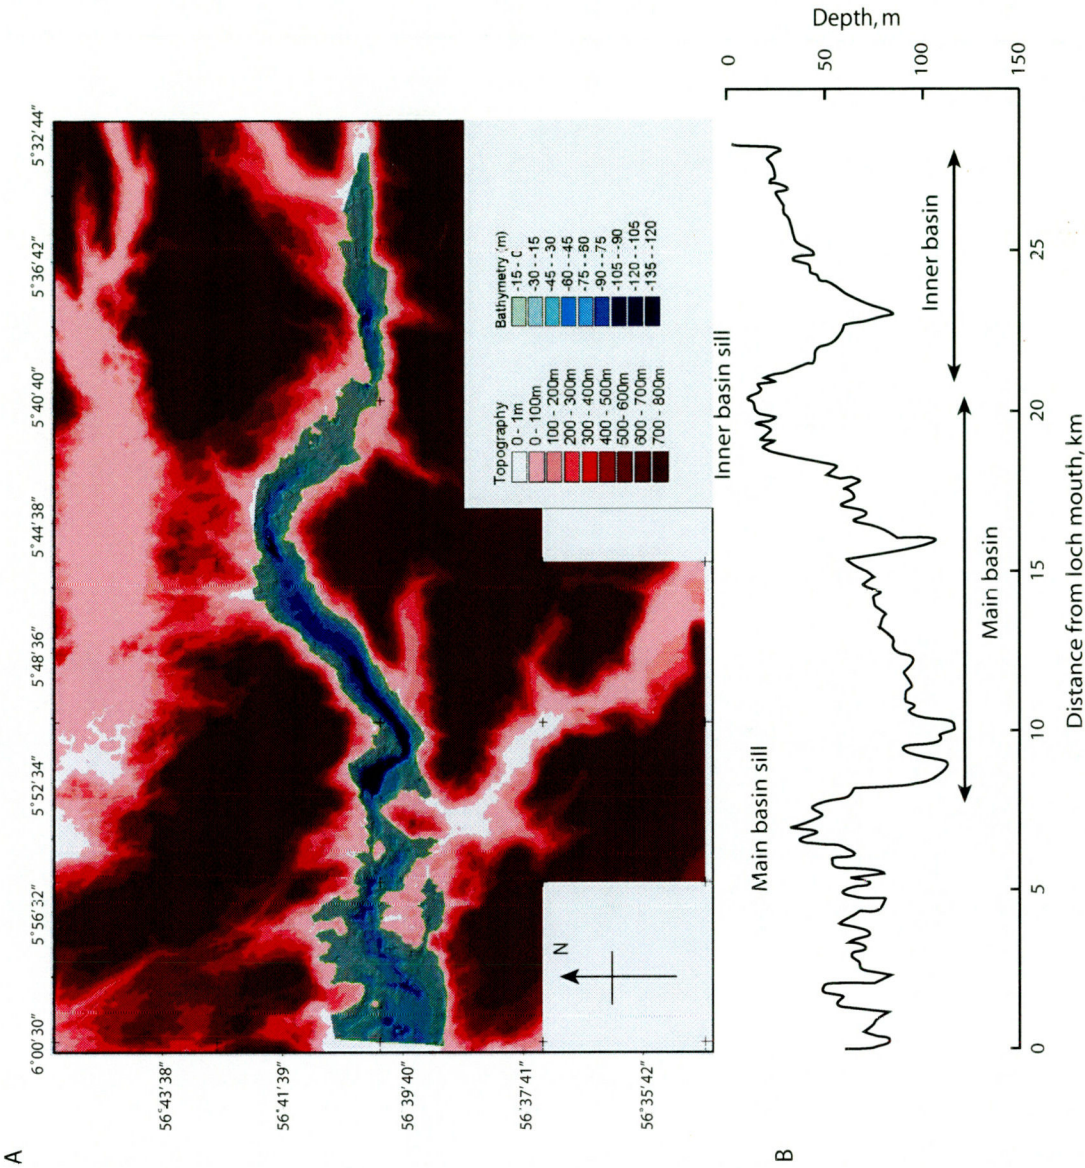 A
6°00'30"
5°56'32"
5°52'34"
5°48'36"
5°44'38"
5°40'40"
5°36'42"
5°32'44"
56°43'38"
56°41'39"
56°39'40"
56°37'41"
56°35'42"
N
Topography
0 - 1m
0 - 100m
100 - 200m
200 - 300m
300 - 400m
400 - 500m
500- 600m
600 - 700m
700 - 800m
Bathymetry (m)
-15 - 0
-30 - -15
-45 - -30
-60 - -45
-75 - -60
-90 - -75
-105 - -90
-120 - -105
-135 - -120
B
Main basin sill
Inner basin sill
Main basin
Inner basin
Depth, m
0
50
100
150
0
5
10
15
20
25
Distance from loch mouth, km